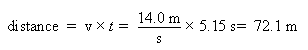 distance = v × t = 14.0 m / s × 5.15 s= 72.1 m